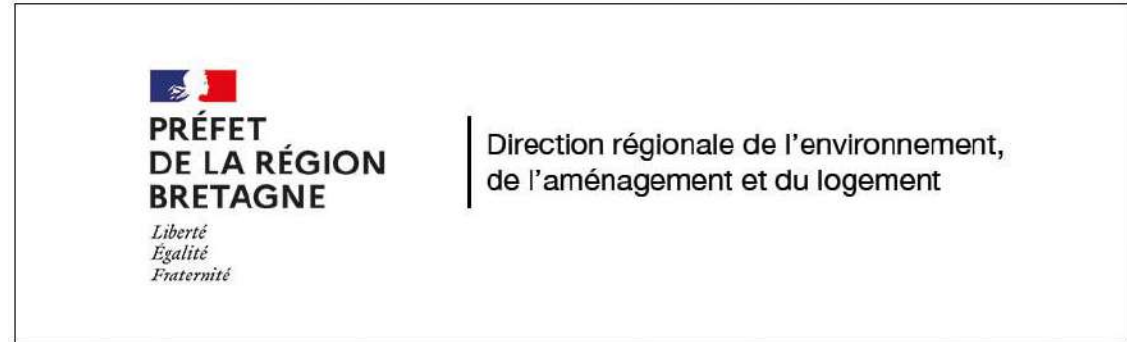 PRÉFET
DE LA RÉGION
BRETAGNE
Liberté
Égalité
Fraternité
Direction régionale de l'environnement,
de l'aménagement et du logement